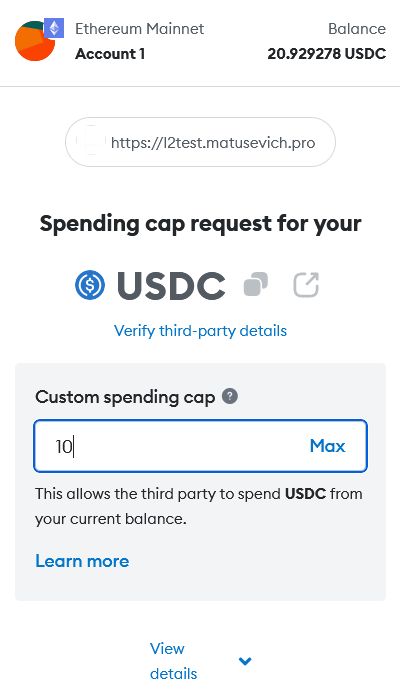 Ethereum Mainnet Balance
Account 1 20.929278 USDC
https://l2test.matusevich.pro
Spending cap request for your
USDC
Verify third-party details
Custom spending cap ?
10 Max
This allows the third party to spend USDC from
your current balance.
Learn more
View
details